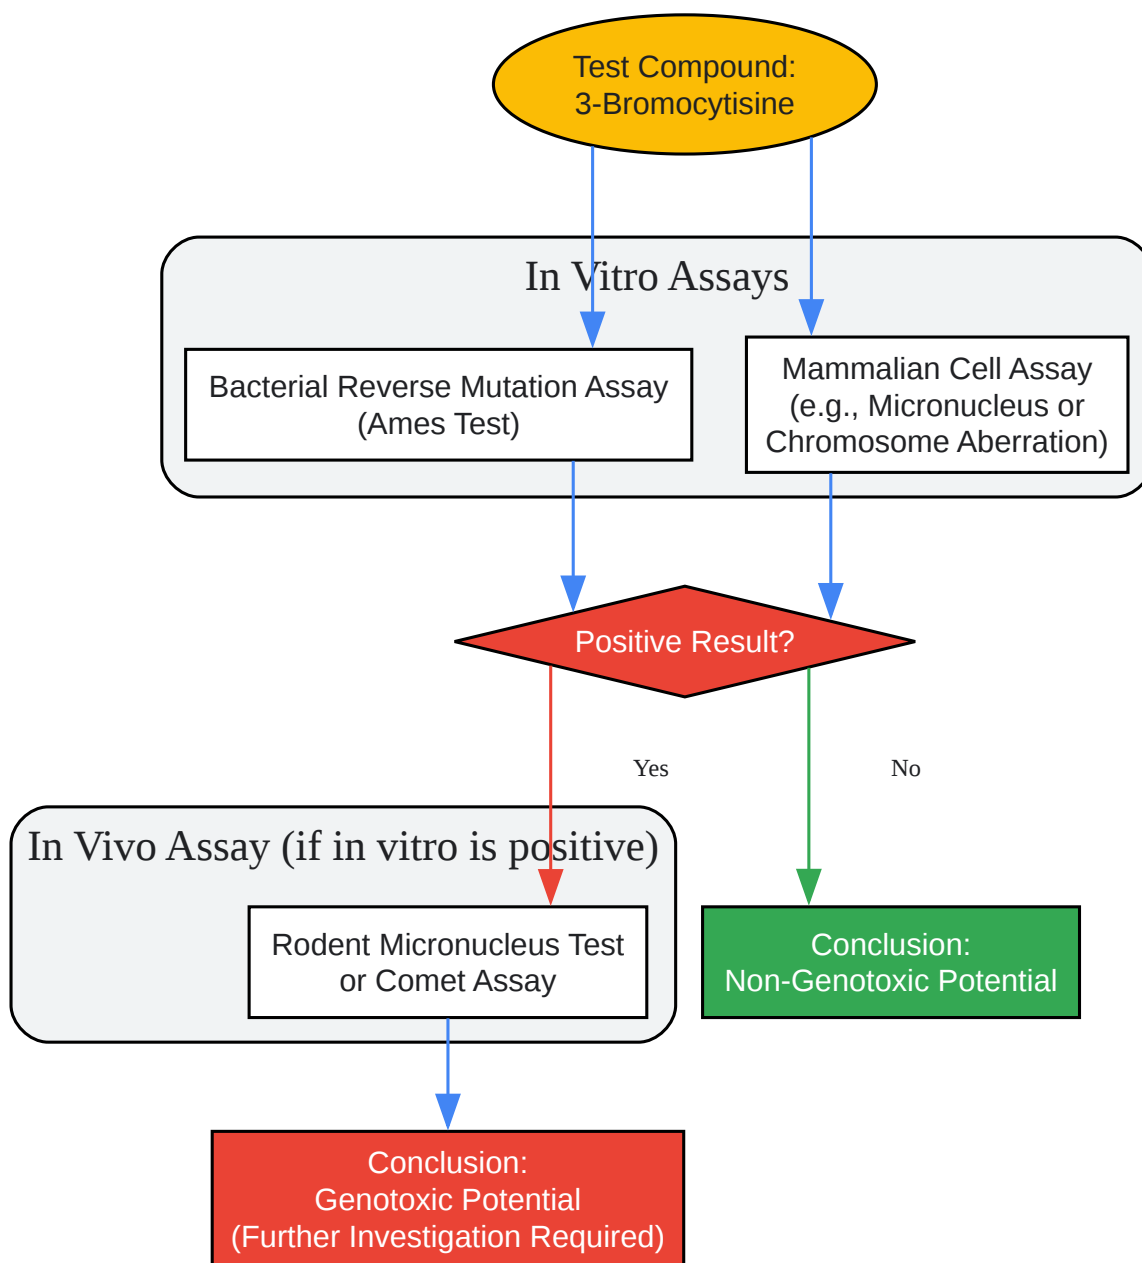 Test Compound:
3-Bromocytisine
In Vitro Assays
Bacterial Reverse Mutation Assay
(Ames Test)
Mammalian Cell Assay
(e.g., Micronucleus or
Chromosome Aberration)
Positive Result?
Yes
No
In Vivo Assay (if in vitro is positive)
Rodent Micronucleus Test
or Comet Assay
Conclusion:
Non-Genotoxic Potential
Conclusion:
Genotoxic Potential
(Further Investigation Required)